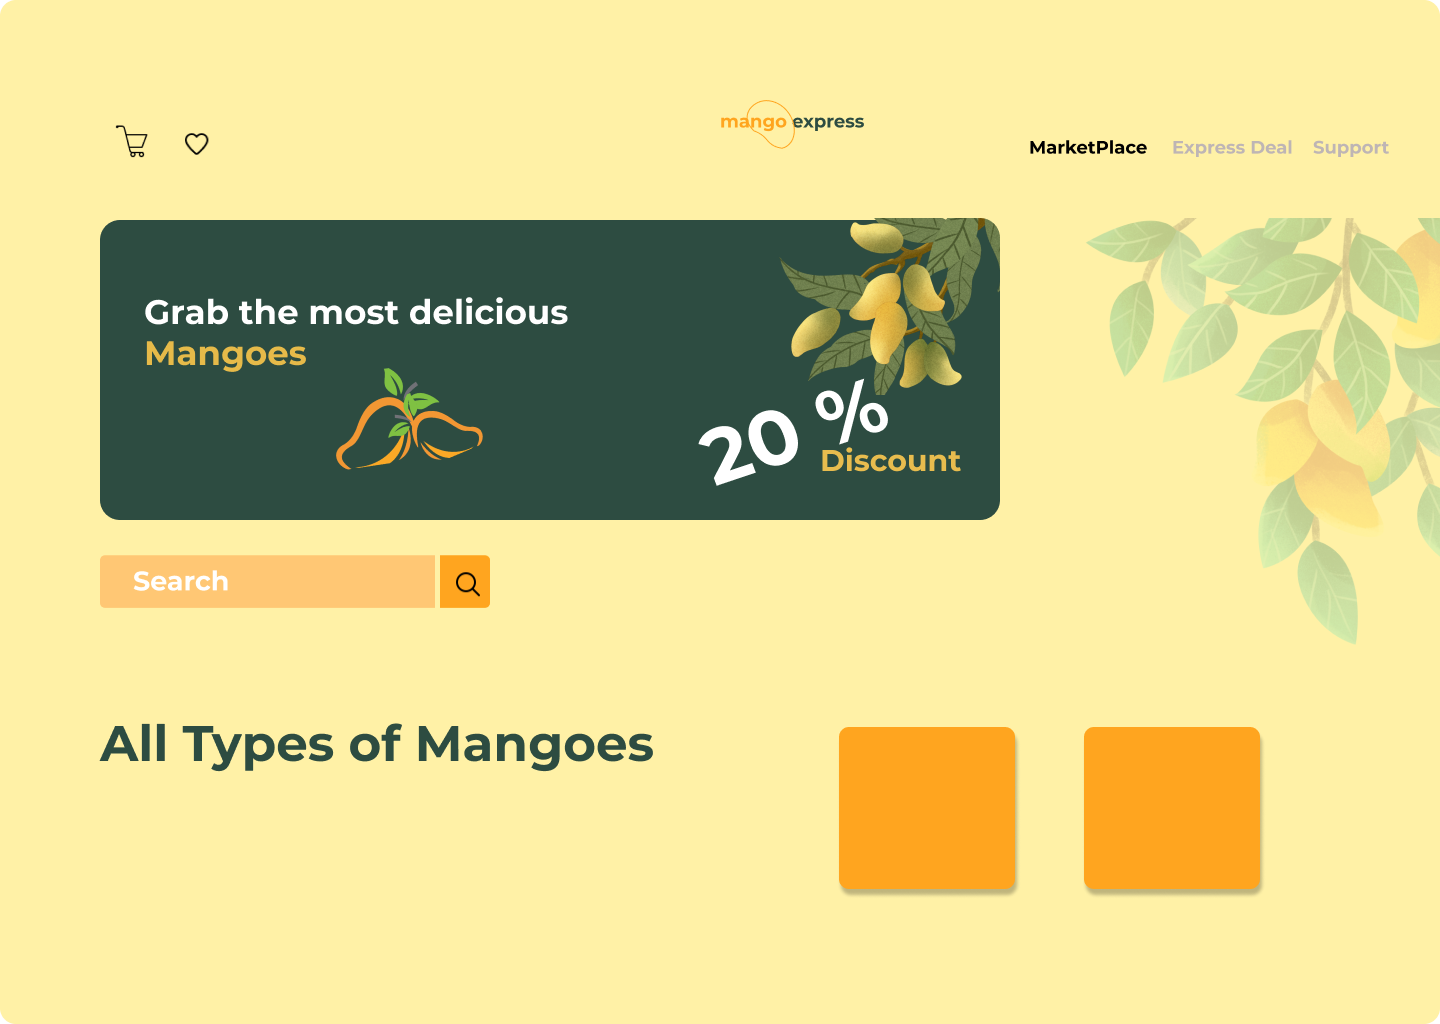 mango express
MarketPlace Express Deal Support
Grab the most delicious
Mangoes
20 %
Discount
Search
All Types of Mangoes